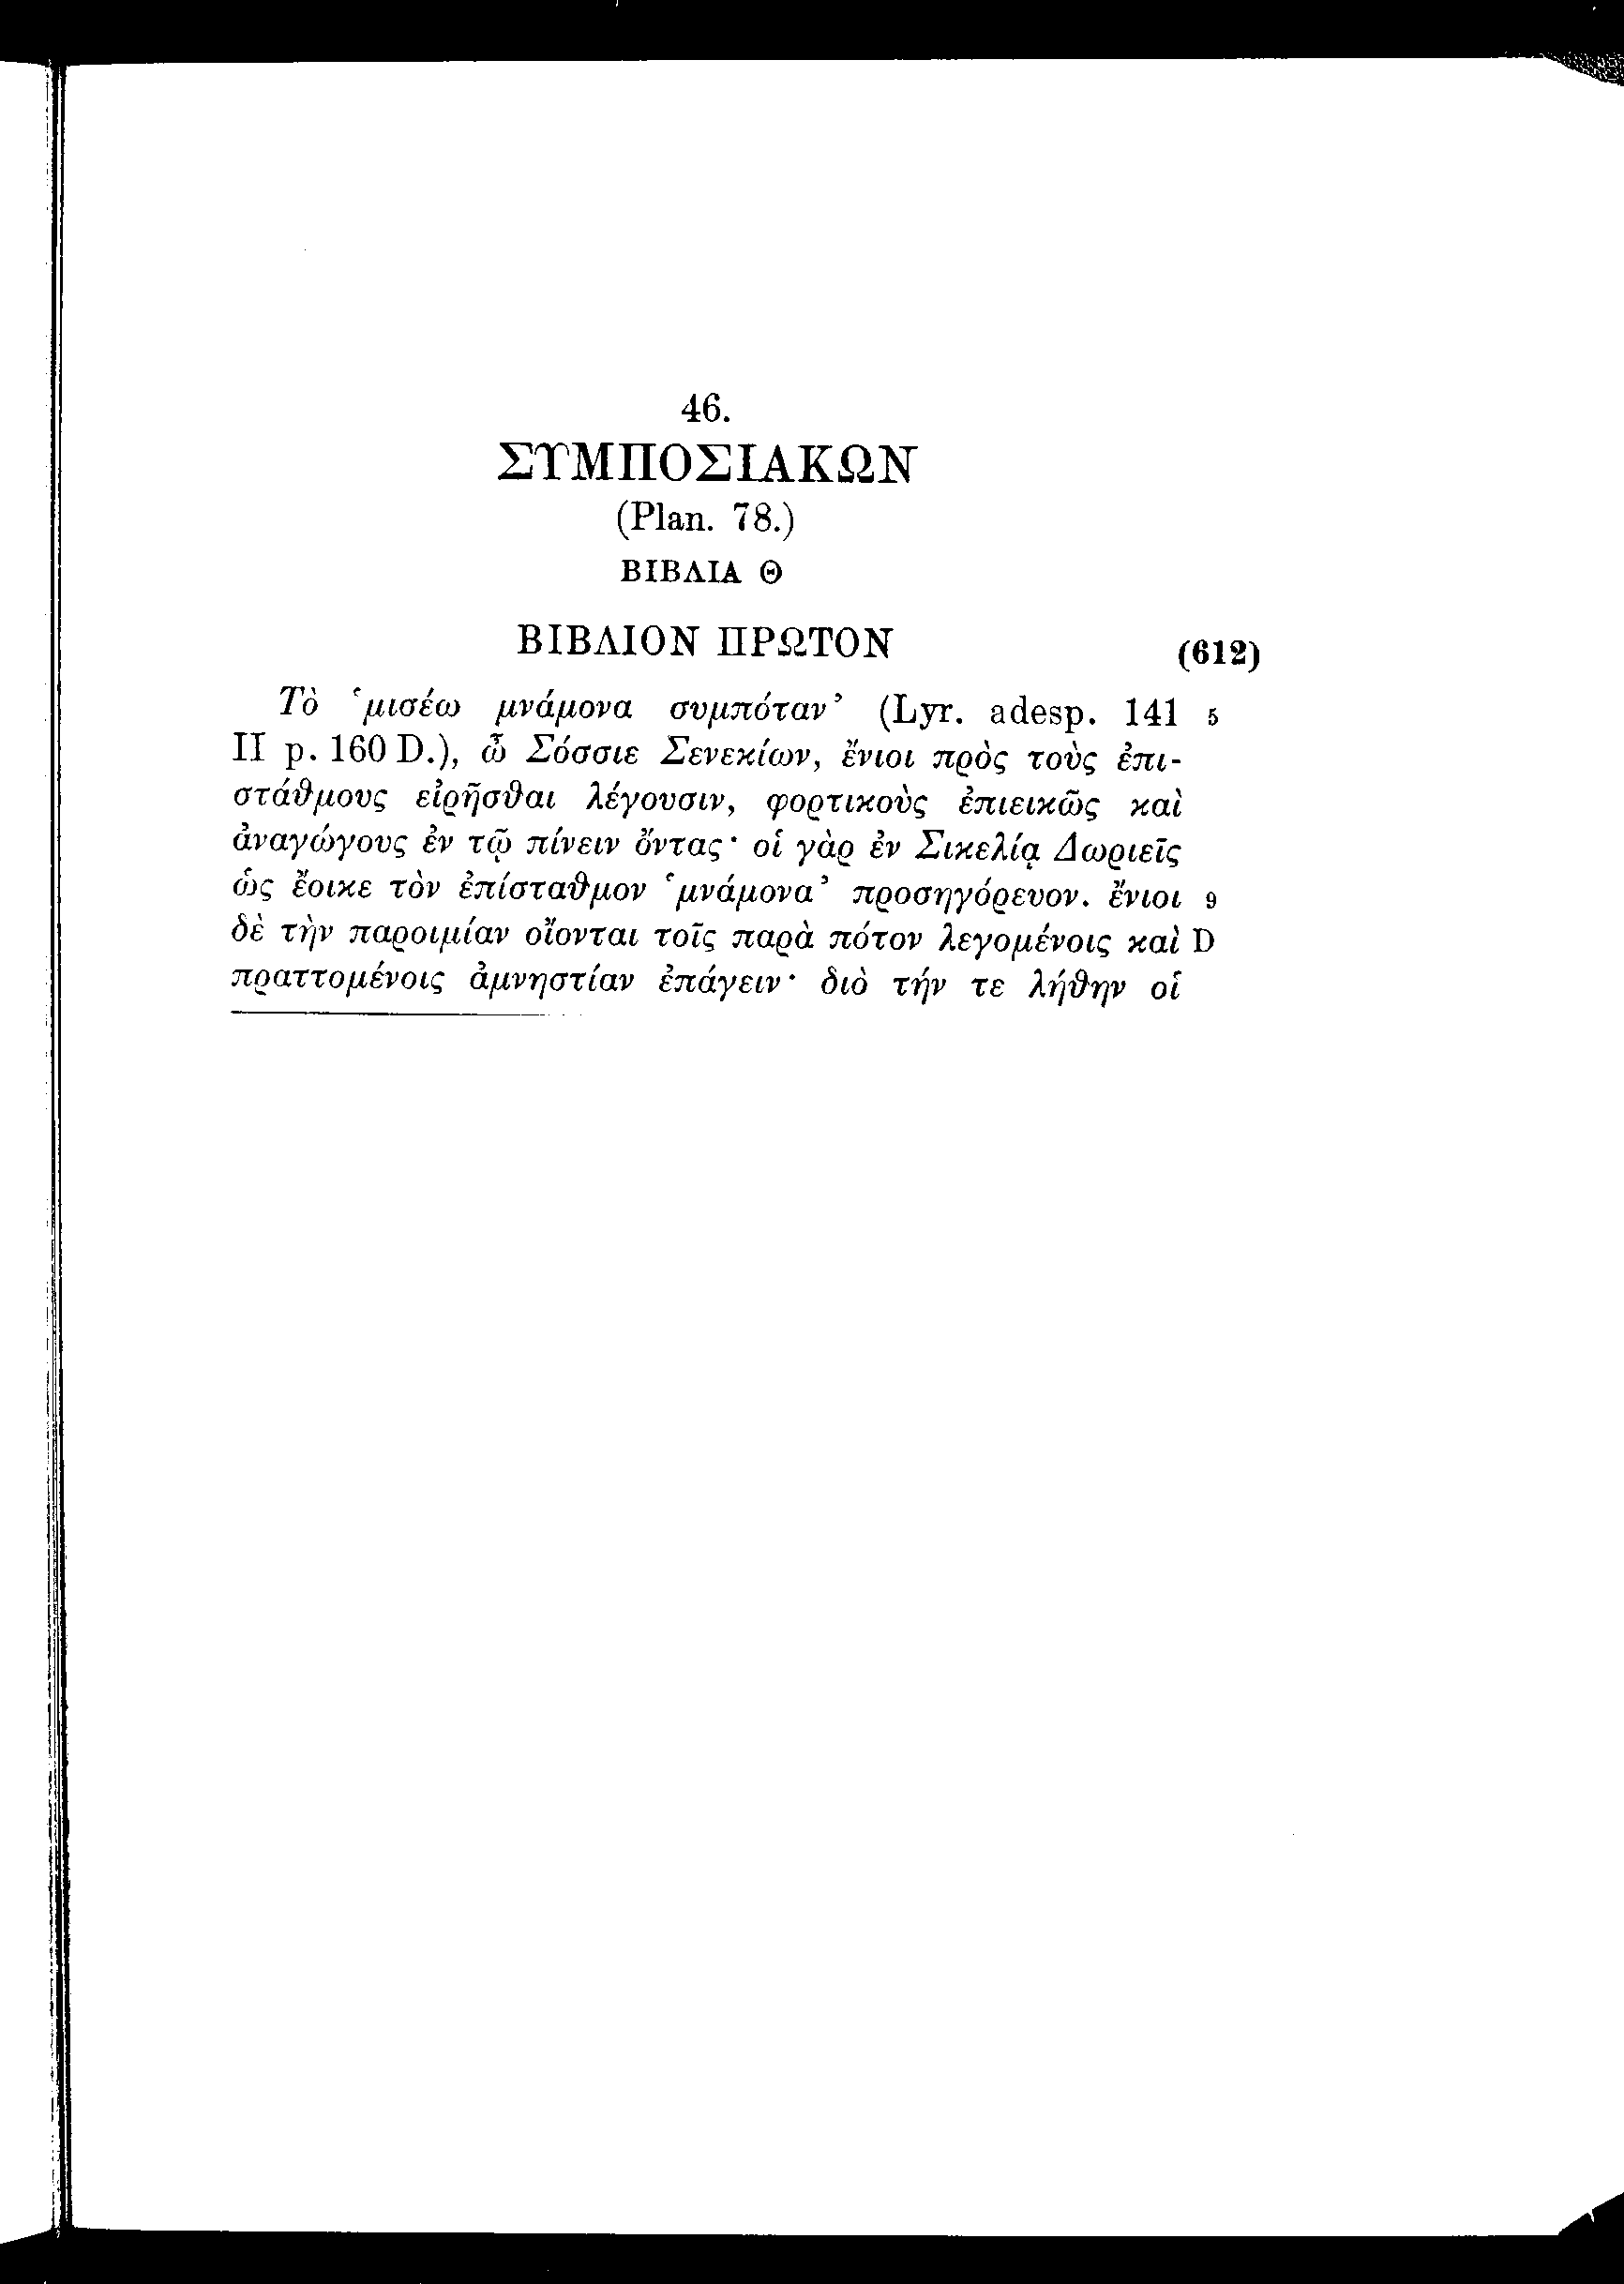 46.
ΣΥΜΠΟΣΙΑΚΩΝ
(Plan. 78.)
ΒΙΒΛΙΑ Θ
ΒΙΒΛΙΟΝ ΠΡΩΤΟΝ (612)
Τὸ ‘μισέω μνάμονα συμπόταν’ (Lyr. adesp. 141 5
II p. 160 D.), ὦ Σόσσιε Σενεκίων, ἔνιοι πρὸς τοὺς ἐπι-
στάθμους εἰρῆσθαι λέγουσιν, φορτικοὺς ἐπιεικῶς καὶ
ἀναγώγους ἐν τῷ πίνειν ὄντας· οἱ γὰρ ἐν Σικελίᾳ Δωριεῖς
ὡς ἔοικε τὸν ἐπίσταθμον ‘μνάμονα’ προσηγόρευον. ἔνιοι 9
δὲ τὴν παροιμίαν οἴονται τοῖς παρὰ πότον λεγομένοις καὶ D
πραττομένοις ἀμνηστίαν ἐπάγειν· διὸ τήν τε λήθην οἱ